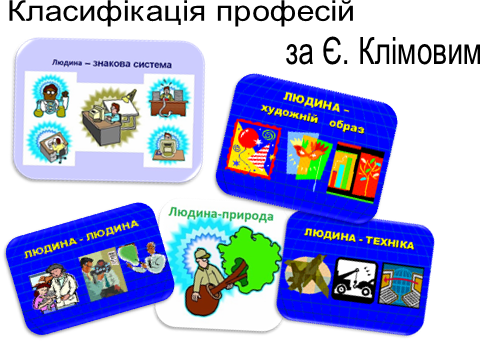 Класифікація професій
за Є. Клімовим
Людина – знакова система
ЛЮДИНА –
художній образ
ЛЮДИНА - ЛЮДИНА
Людина-природа
ЛЮДИНА - ТЕХНІКА